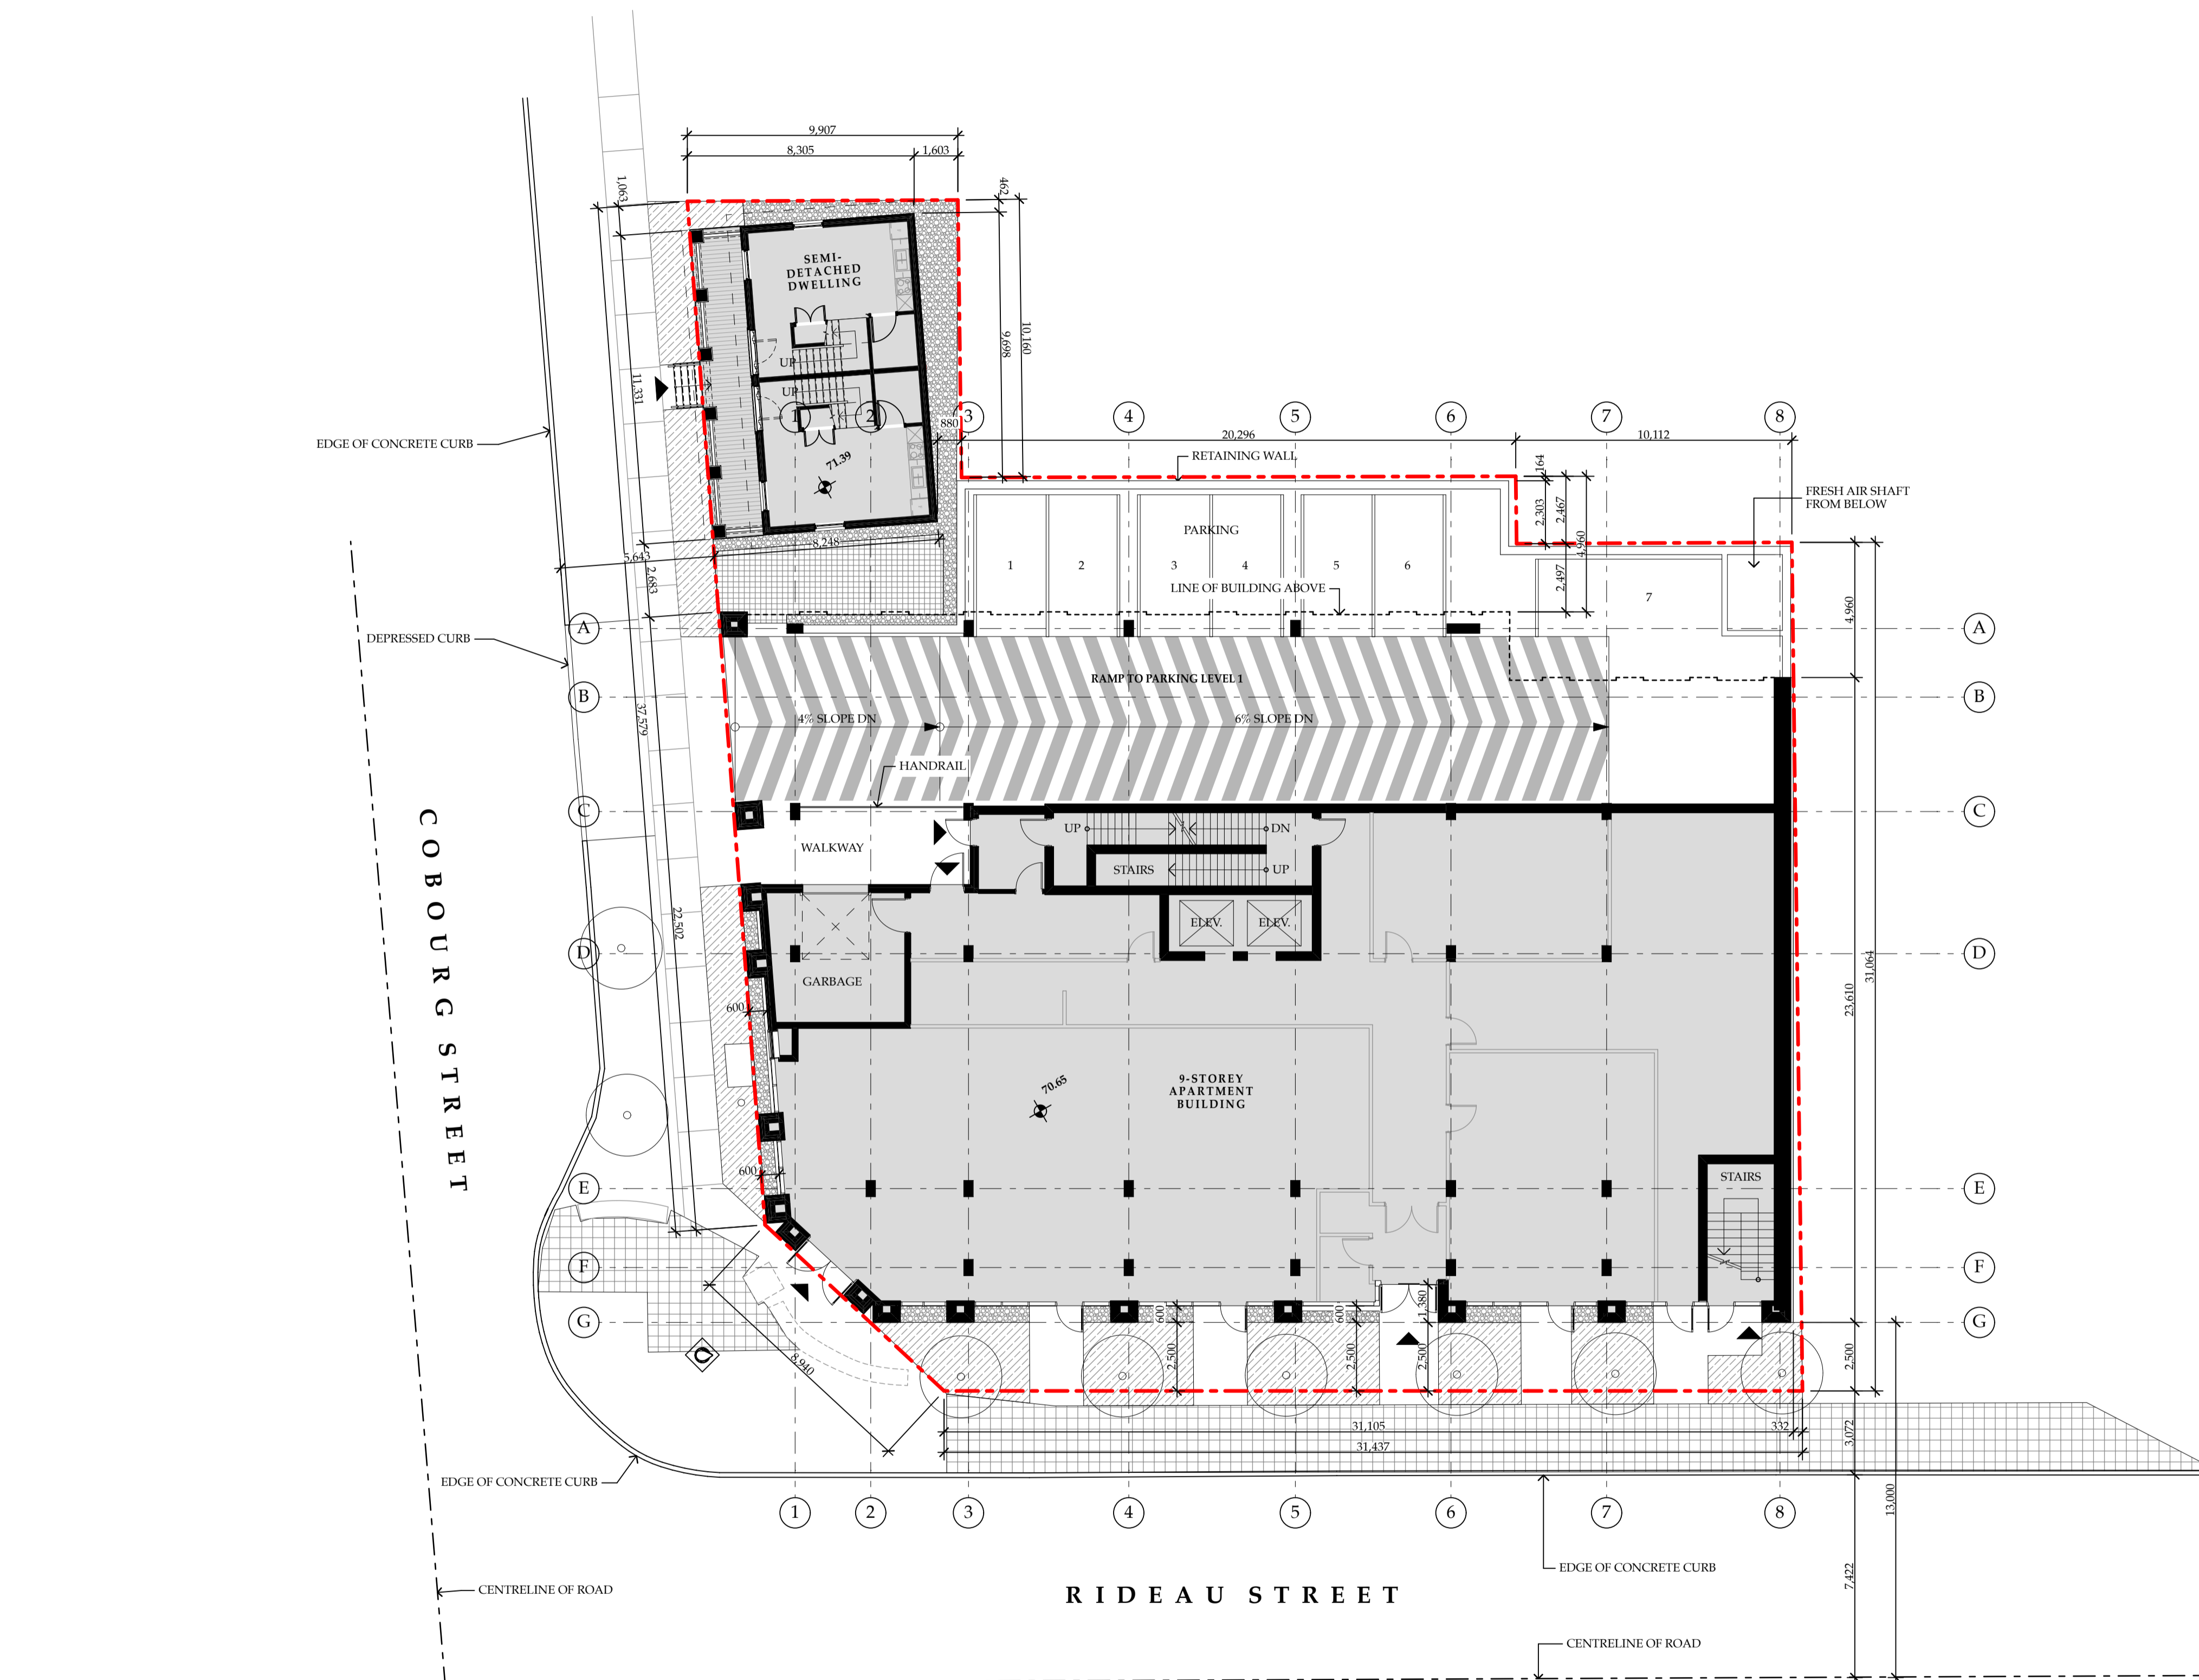 9,907
8,305
1,603
462
1,063
10,160
9,698
SEMI-
DETACHED
DWELLING
UP
UP
11,331
71.39
1
2
3
4
5
6
7
8
880
20,296
10,112
EDGE OF CONCRETE CURB
RETAINING WALL
164
2,303
2,467
4,960
2,497
FRESH AIR SHAFT
FROM BELOW
PARKING
8,248
5,643
2,683
1
2
3
4
5
6
7
LINE OF BUILDING ABOVE
4,960
A
A
DEPRESSED CURB
RAMP TO PARKING LEVEL 1
B
B
37,579
4% SLOPE DN
6% SLOPE DN
HANDRAIL
C
C
COBOURG STREET
WALKWAY
UP
DN
STAIRS
UP
22,502
ELEV.
ELEV.
D
D
GARBAGE
31,064
23,610
600
70.65
9-STOREY
APARTMENT
BUILDING
600
STAIRS
E
E
F
F
600
600
1,380
G
G
2,500
2,500
2,500
2,500
8,940
31,105
332
31,437
3,072
EDGE OF CONCRETE CURB
13,000
1
2
3
4
5
6
7
8
EDGE OF CONCRETE CURB
7,422
CENTRELINE OF ROAD
RIDEAU STREET
CENTRELINE OF ROAD